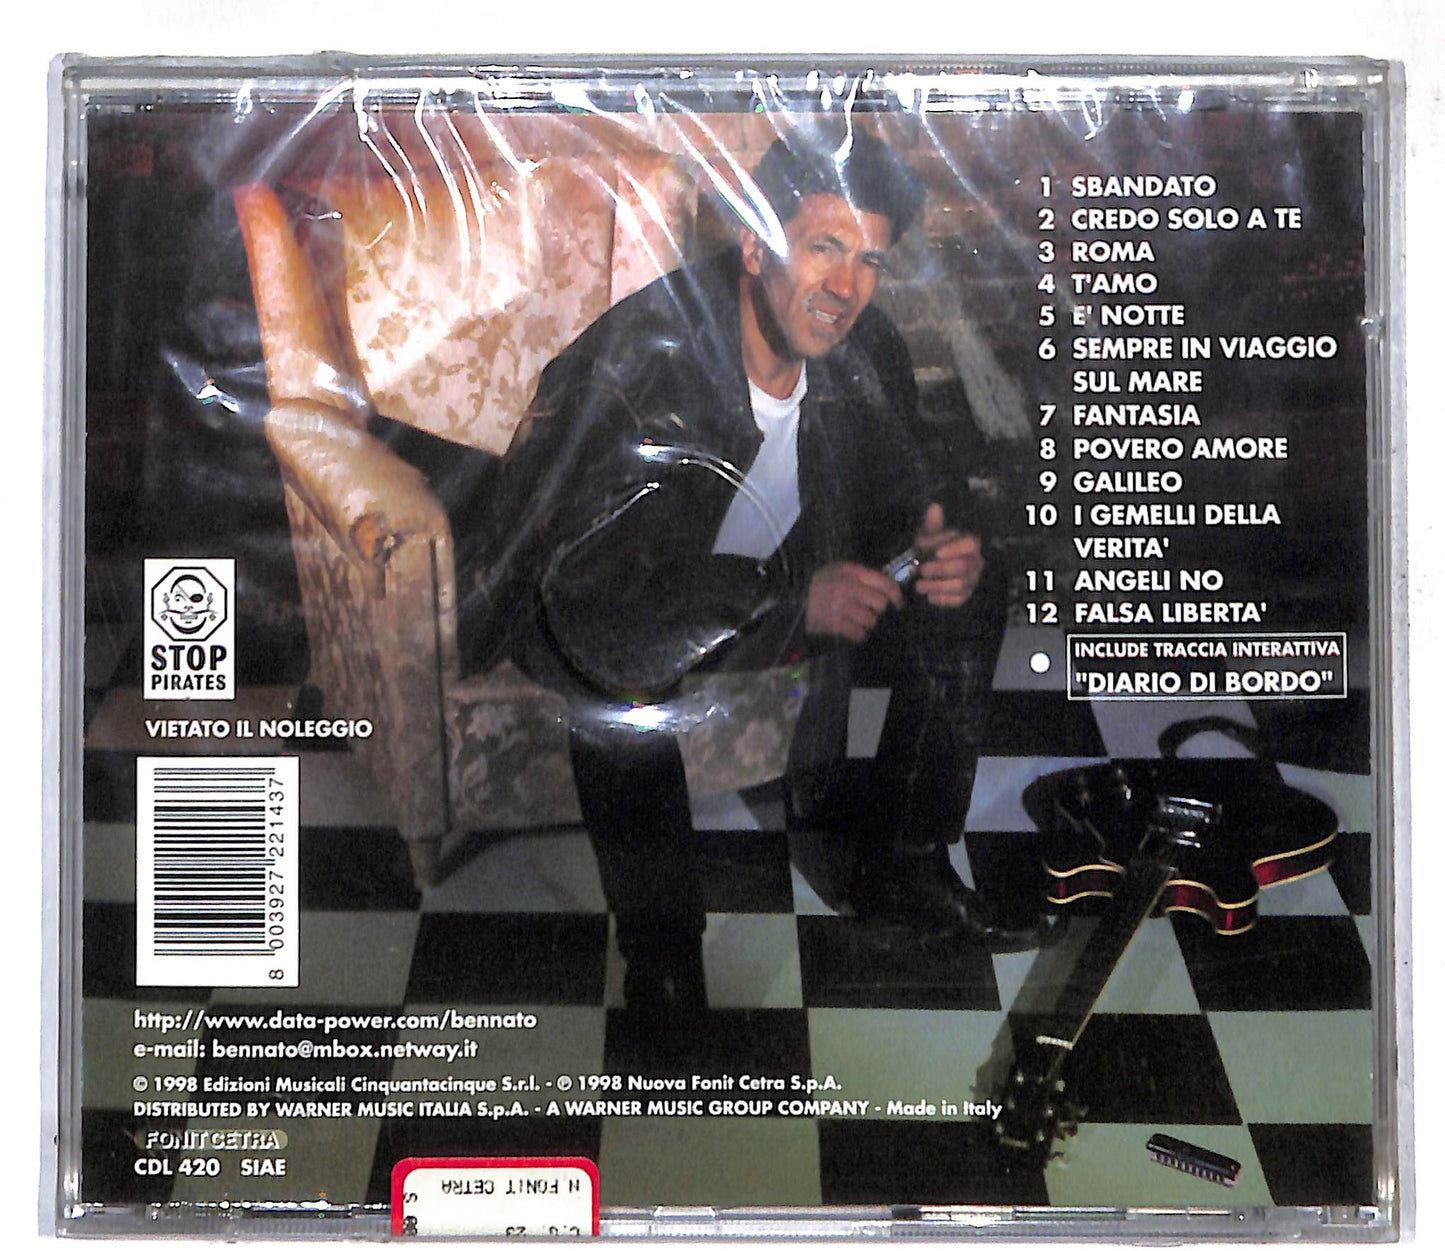 1 SBANDATO
2 CREDO SOLO A TE
3 ROMA
4 T'AMO
5 E' NOTTE
6 SEMPRE IN VIAGGIO
SUL MARE
7 FANTASIA
8 POVERO AMORE
9 GALILEO
10 I GEMELLI DELLA
VERITA'
11 ANGELI NO
12 FALSA LIBERTA'
INCLUDE TRACCIA INTERATTIVA
"DIARIO DI BORDO"
STOP
PIRATES
VIETATO IL NOLEGGIO
8 003927 221437
http://www.data-power.com/bennato
e-mail: bennato@mbox.netway.it
© 1998 Edizioni Musicali Cinquantacinque S.r.l. - ℗ 1998 Nuova Fonit Cetra S.p.A.
DISTRIBUTED BY WARNER MUSIC ITALIA S.p.A. - A WARNER MUSIC GROUP COMPANY - Made in Italy
FONIT CETRA
CDL 420 SIAE
N FONIT CETRA